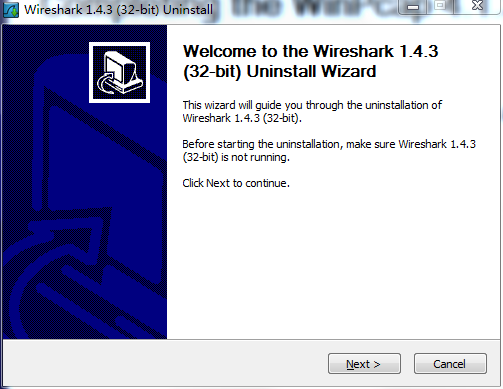 g the WinPcap
Wireshark 1.4.3 (32-bit) Uninstall
Welcome to the Wireshark 1.4.3
(32-bit) Uninstall Wizard
This wizard will guide you through the uninstallation of
Wireshark 1.4.3 (32-bit).
Before starting the uninstallation, make sure Wireshark 1.4.3
(32-bit) is not running.
Click Next to continue.
Next >
Cancel